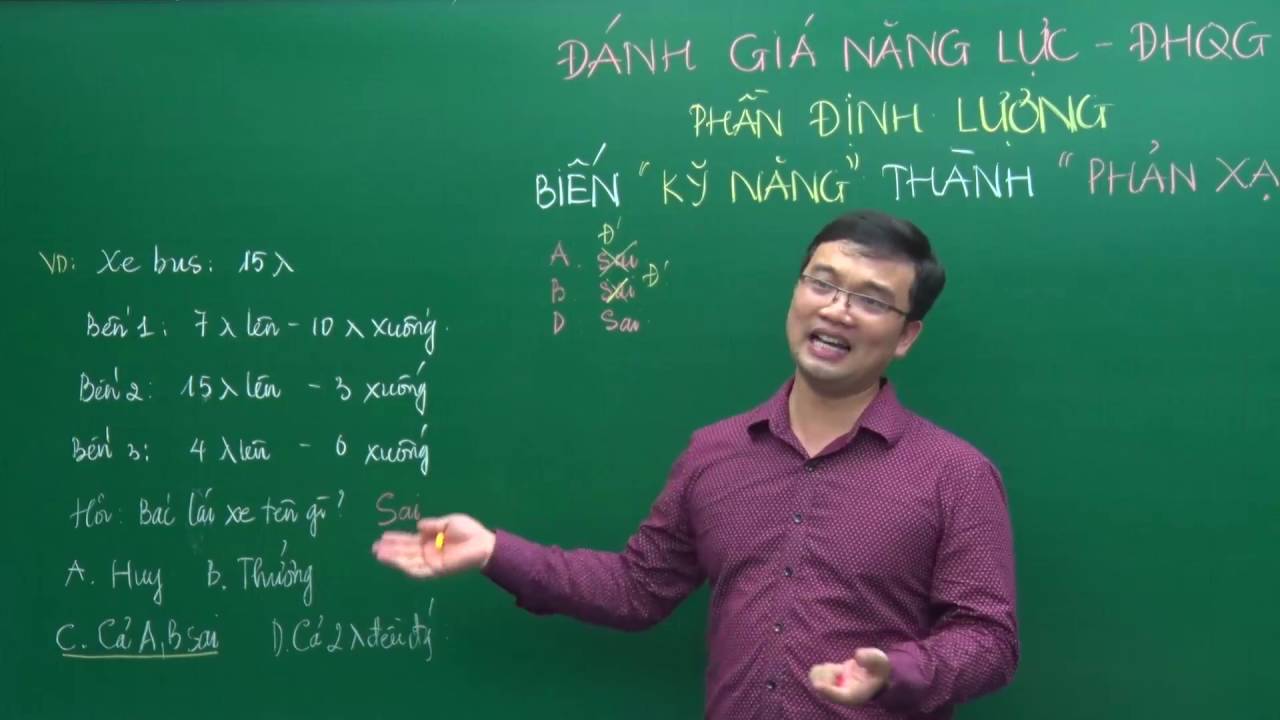 ĐÁNH GIÁ NĂNG LỰC - ĐHQG
PHẦN ĐỊNH LƯỢNG
BIẾN "KỸ NĂNG" THÀNH "PHẢN XẠ
VD: Xe bus: 15 λ
Bến 1: 7 λ lên - 10 λ xuống.
Bến 2: 15 λ lên - 3 xuống
Bến 3: 4 λ lên - 6 xuống
Hỏi: Bác lái xe tên gì? Sai
A. Huy B. Thưởng
C. Cả A, B sai D. Cả 2 λ đều
Đ
A. Sai
B. Sai Đ
D. Sai